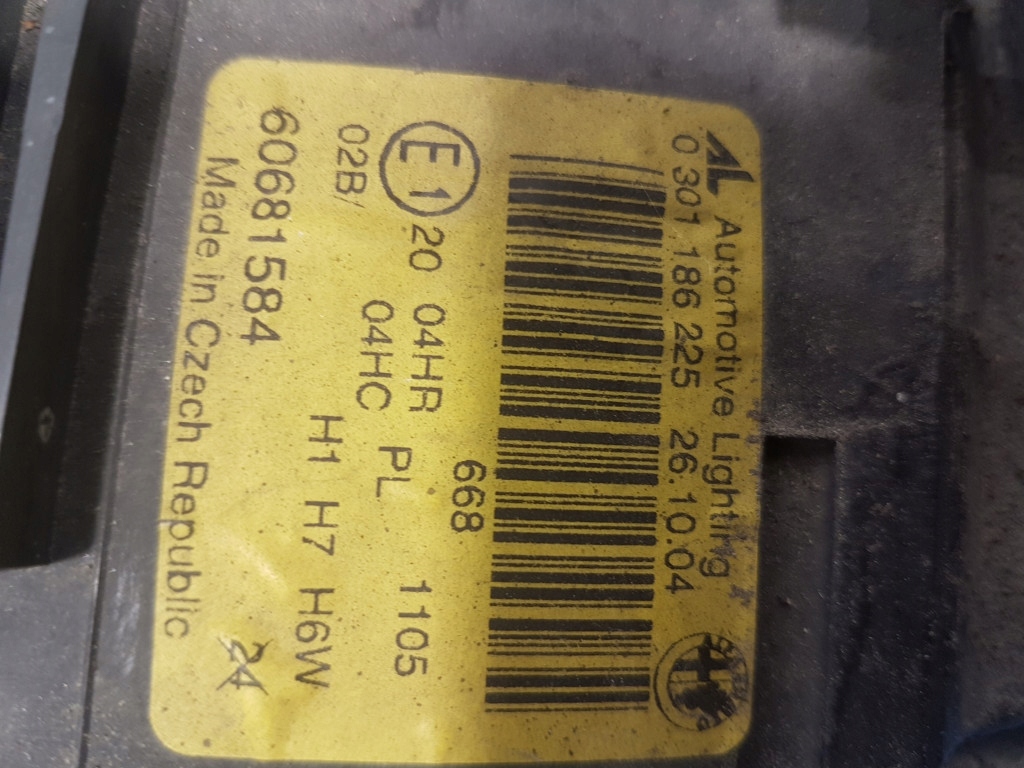 AL Automotive Lighting
0 301 186 225 26.10.04
668
E1 20 04HR PL 1105
02B/ 04HC
H1 H7 H6W
60681584
24
Made in Czech Republic